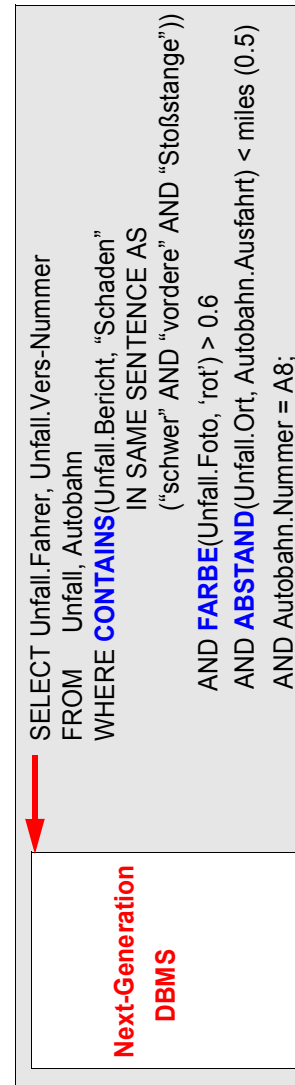 SELECT Unfall.Fahrer, Unfall.Vers-Nummer
FROM Unfall, Autobahn
WHERE CONTAINS(Unfall.Bericht, “Schaden”
IN SAME SENTENCE AS
(“schwer” AND “vordere” AND “Stoßstange”))
AND FARBE(Unfall.Foto, ‘rot’) > 0.6
AND ABSTAND(Unfall.Ort, Autobahn.Ausfahrt) < miles (0.5)
AND Autobahn.Nummer = A8;
Next-Generation
DBMS